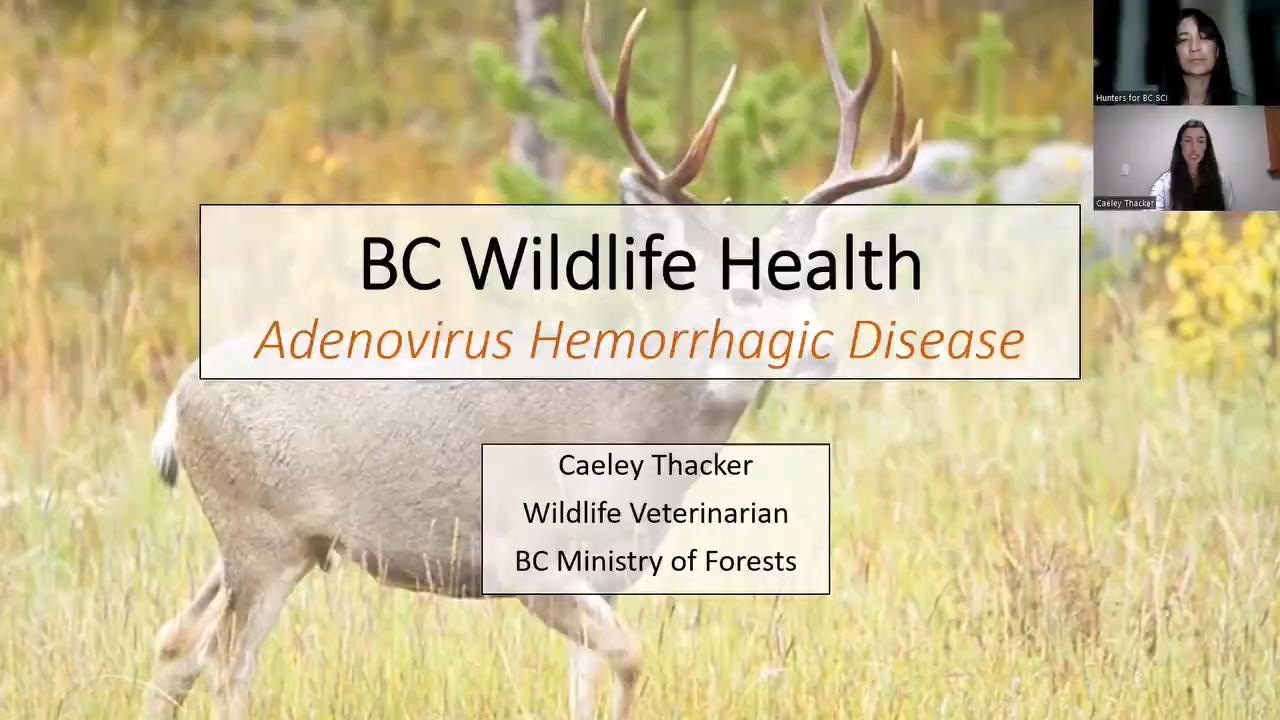 BC Wildlife Health
Adenovirus Hemorrhagic Disease
Caeley Thacker
Wildlife Veterinarian
BC Ministry of Forests
Hunters for BC SCI
Caeley Thacker